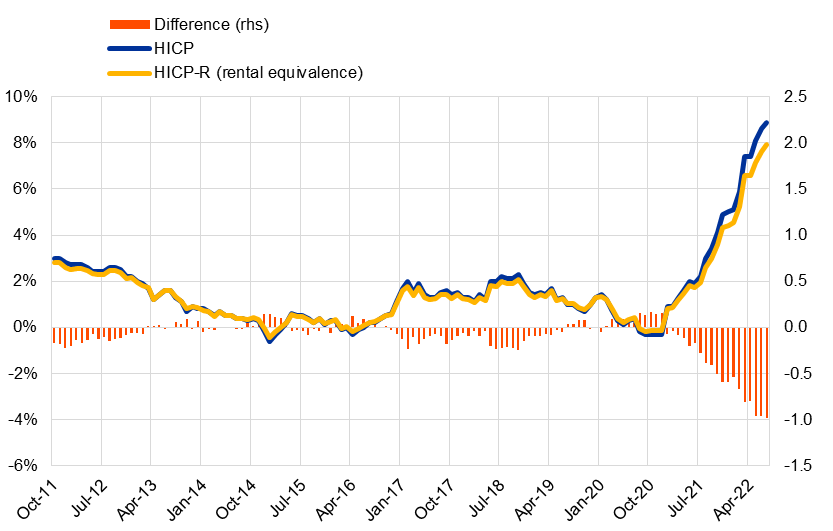 Difference (rhs)
HICP
HICP-R (rental equivalence)
10% 2.5
8% 2.0
6% 1.5
4% 1.0
2% 0.5
0% 0.0
-2% -0.5
-4% -1.0
-6% -1.5
Oct-11 Jul-12 Apr-13 Jan-14 Oct-14 Jul-15 Apr-16 Jan-17 Oct-17 Jul-18 Apr-19 Jan-20 Oct-20 Jul-21 Apr-22